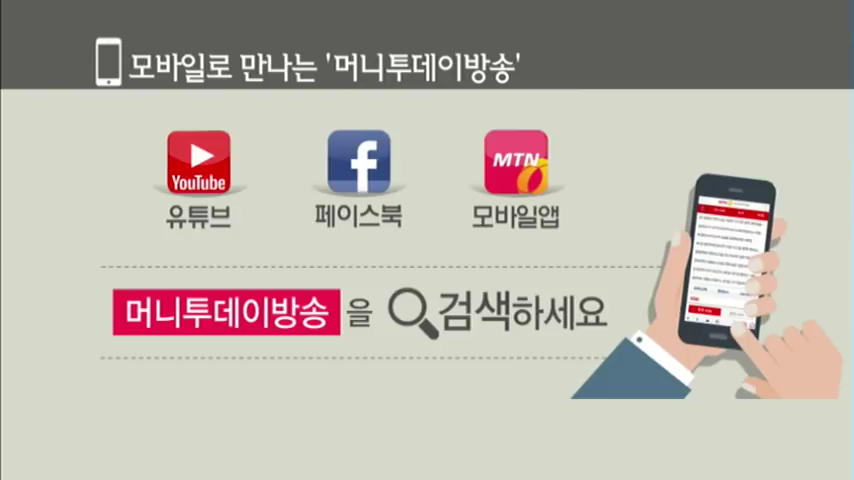 모바일로 만나는 '머니투데이방송'
YouTube
f
MTN
유튜브
페이스북
모바일앱
머니투데이방송을 검색하세요